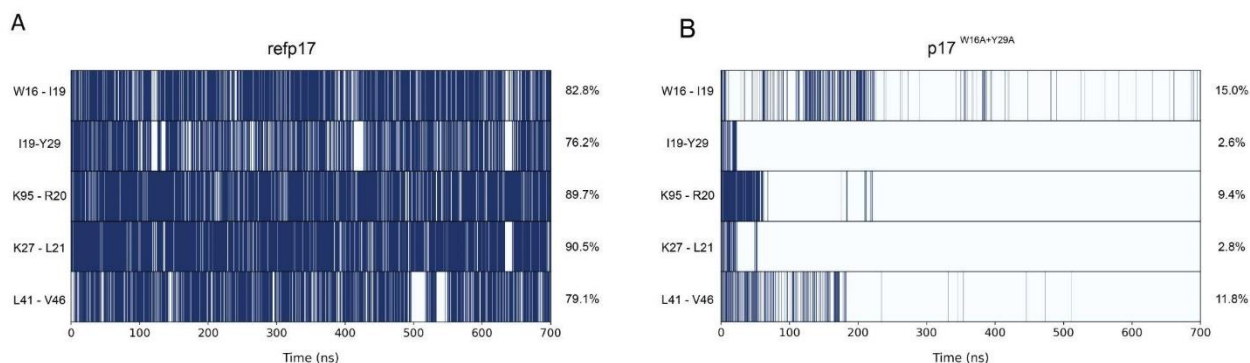 A
refp17
W16 - I19 82.8%
I19-Y29 76.2%
K95 - R20 89.7%
K27 - L21 90.5%
L41 - V46 79.1%
0 100 200 300 400 500 600 700
Time (ns)
B
p17 W16A+Y29A
W16 - I19 15.0%
I19-Y29 2.6%
K95 - R20 9.4%
K27 - L21 2.8%
L41 - V46 11.8%
0 100 200 300 400 500 600 700
Time (ns)